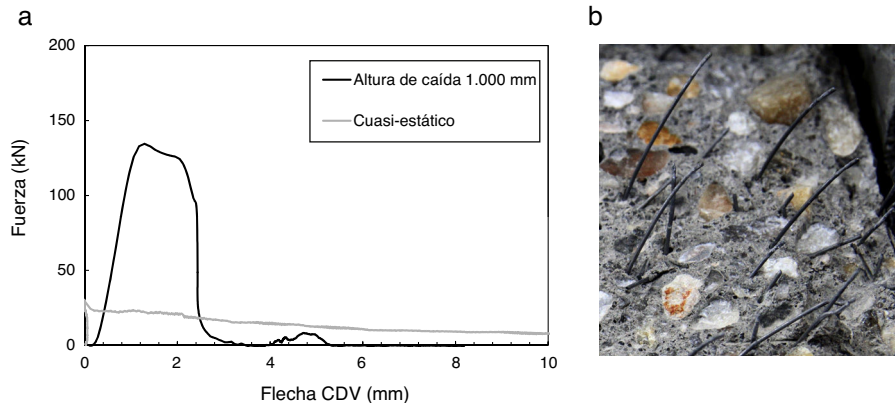 a
200
150
100
50
0
Fuerza (kN)
Altura de caída 1.000 mm
Cuasi-estático
0 2 4 6 8 10
Flecha CDV (mm)
b